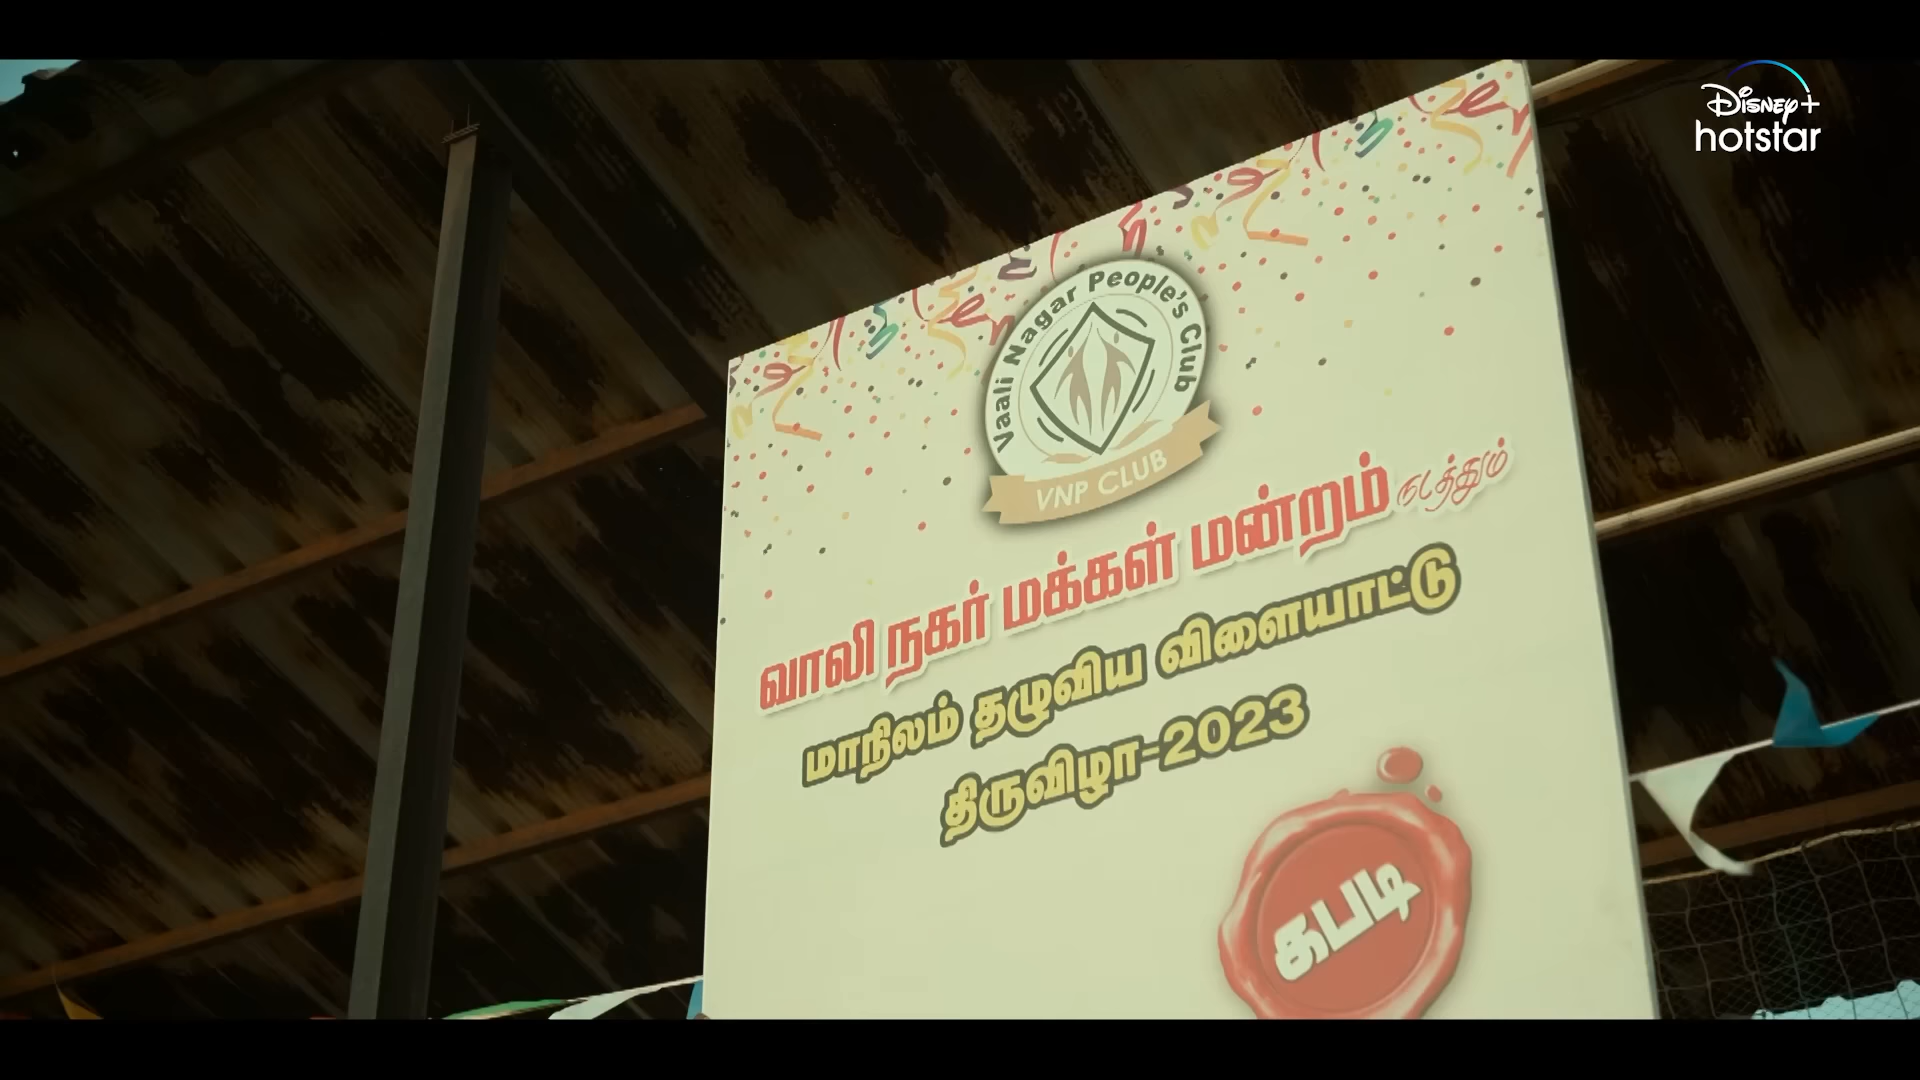 Disney+
hotstar
Vaali Nagar People's Club
VNP CLUB
வாலி நகர் மக்கள் மன்றம் நடத்தும்
மாநிலம் தழுவிய விளையாட்டு
திருவிழா-2023
கபடி